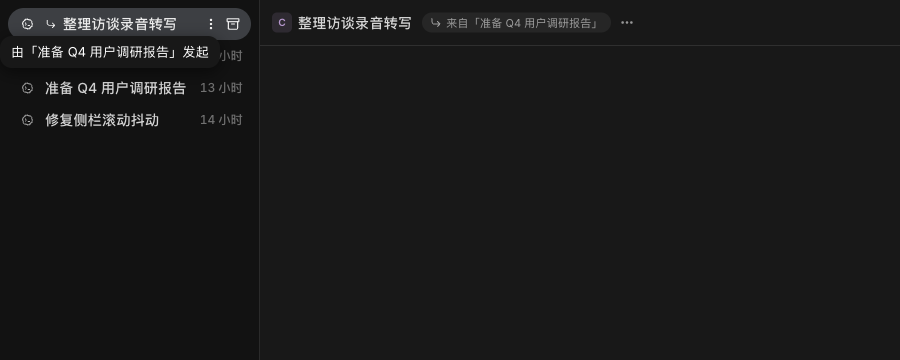 整理访谈录音转写
由「准备 Q4 用户调研报告」发起
小时
准备 Q4 用户调研报告 13 小时
修复侧栏滚动抖动 14 小时
C 整理访谈录音转写 来自「准备 Q4 用户调研报告」